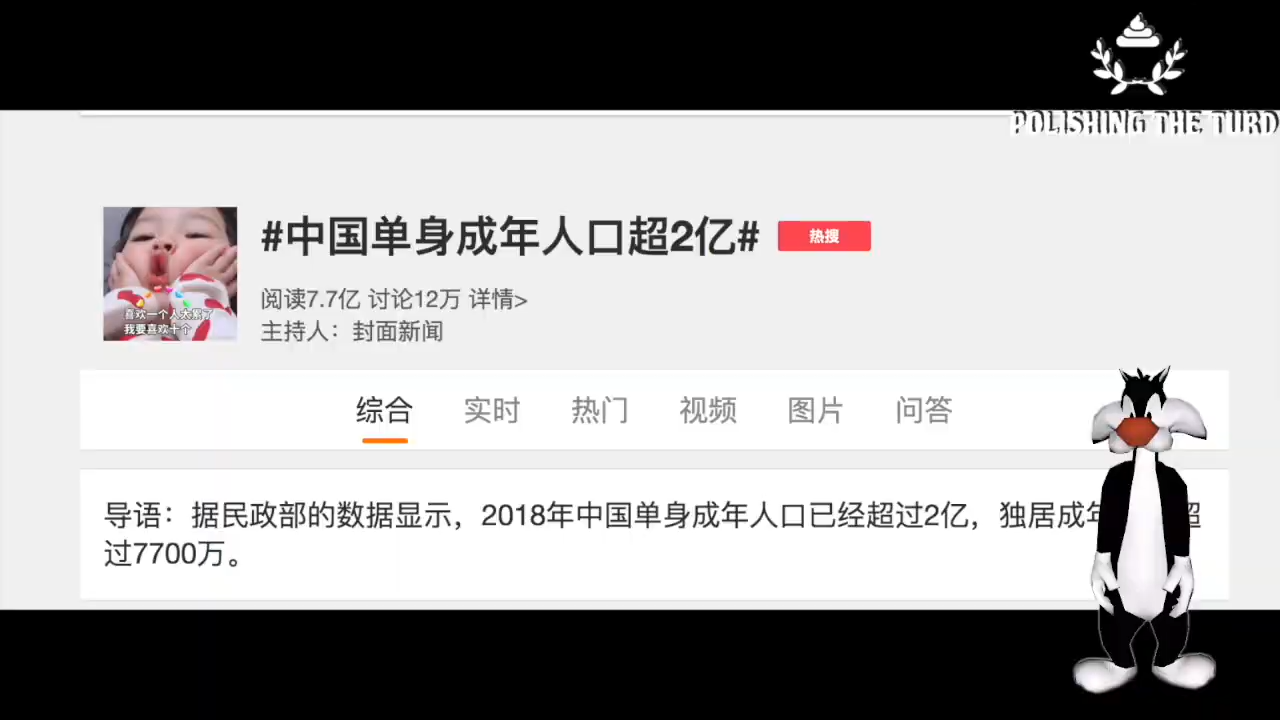 POLISHING THE TURD
#中国单身成年人口超2亿# 热搜
阅读7.7亿 讨论12万 详情>
主持人：封面新闻
喜欢一个人太累了
我要喜欢十个
综合 实时 热门 视频 图片 问答
导语：据民政部的数据显示，2018年中国单身成年人口已经超过2亿，独居成年 超
过7700万。